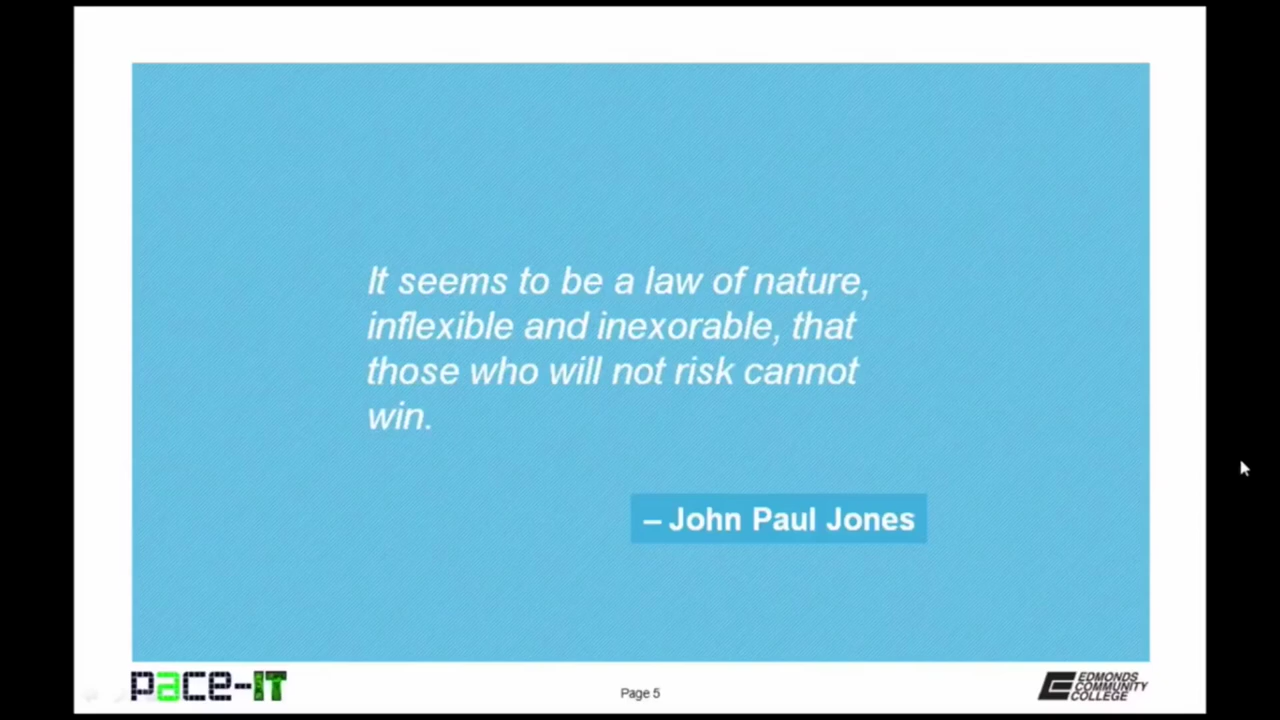 It seems to be a law of nature,
inflexible and inexorable, that
those who will not risk cannot
win.
– John Paul Jones
pace-IT
Page 5
EDMONDS
COMMUNITY
COLLEGE